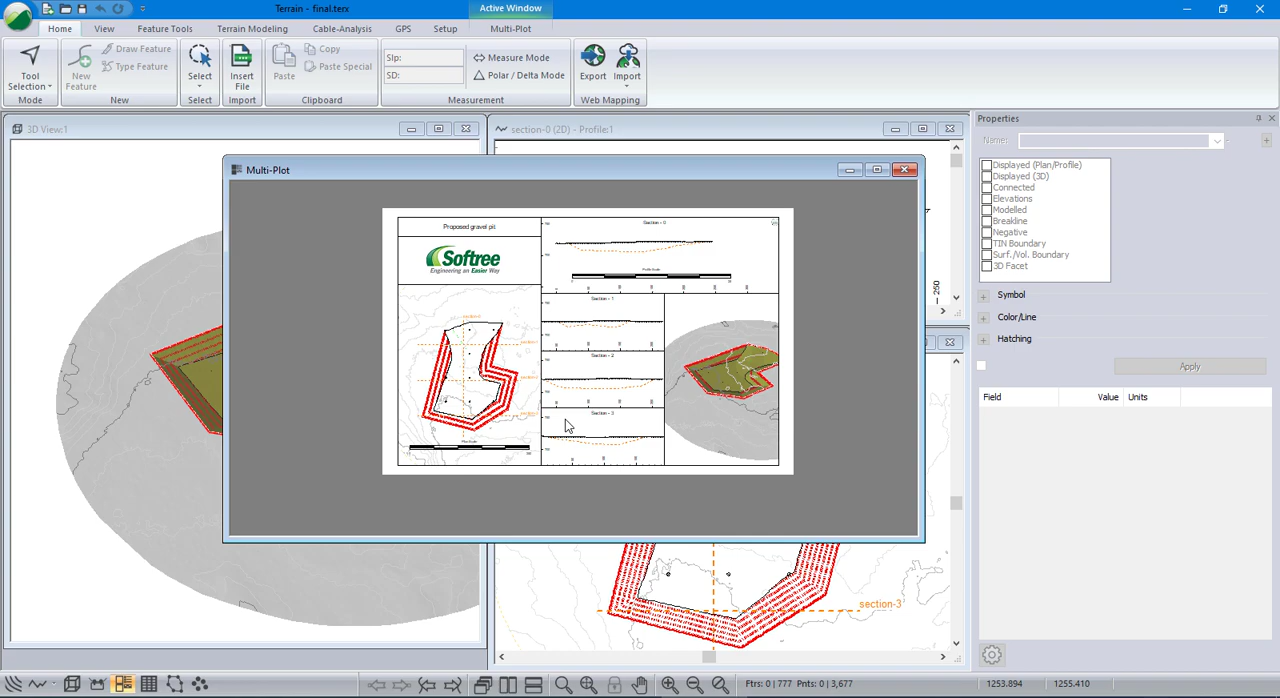 Terrain - final.terx
Active Window
Home
View
Feature Tools
Terrain Modeling
Cable-Analysis
GPS
Setup
Multi-Plot
Tool
Selection
Mode
New
Feature
Draw Feature
Type Feature
New
Select
Select
Insert
File
Import
Paste
Copy
Paste Special
Clipboard
Slp:
SD:
Measure Mode
Polar / Delta Mode
Measurement
Export
Import
Web Mapping
3D View:1
section-0 (2D) - Profile:1
Multi-Plot
Proposed gravel pit
Softree
Engineering an Easier Way
Section - 0
Profile Scale
Section - 1
Section - 2
Section - 3
section-0
250
section-3
Properties
Name:
Displayed (Plan/Profile)
Displayed (3D)
Connected
Elevations
Modelled
Breakline
Negative
TIN Boundary
Surf./Vol. Boundary
3D Facet
Symbol
Color/Line
Hatching
Apply
Field Value Units
Ftrs: 0 | 777 Pnts: 0 | 3,677
1253.894
1255.410